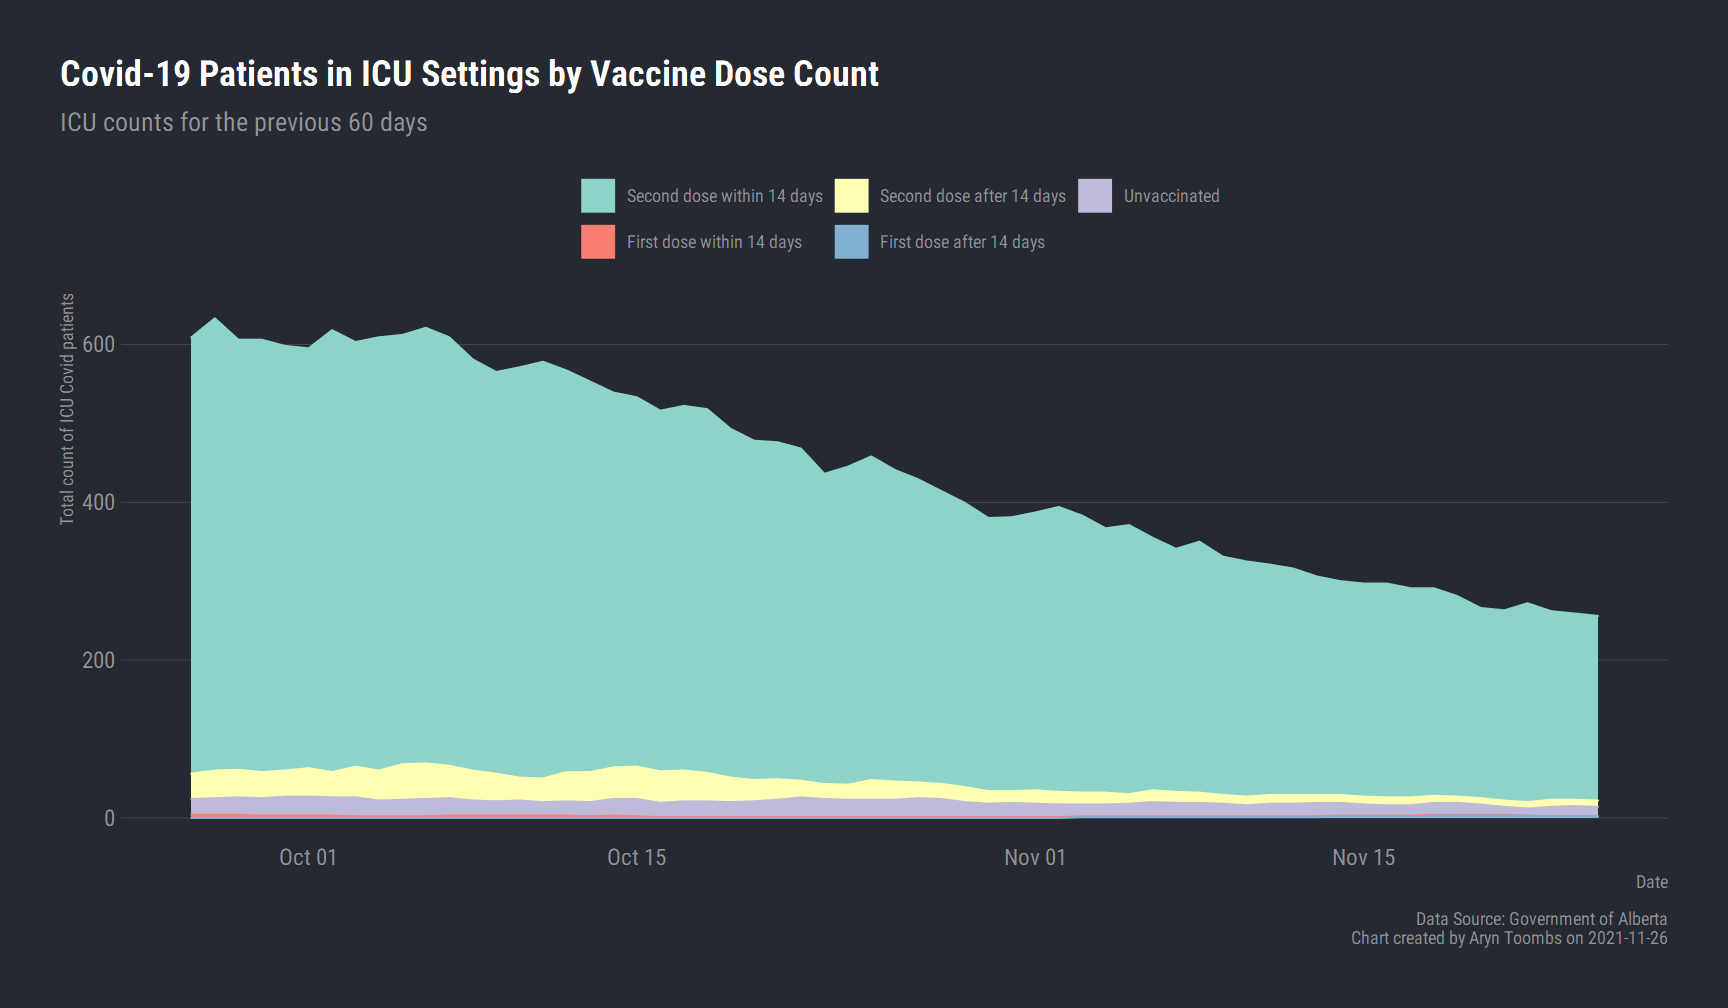 Covid-19 Patients in ICU Settings by Vaccine Dose Count
ICU counts for the previous 60 days
Second dose within 14 days
Second dose after 14 days
Unvaccinated
First dose within 14 days
First dose after 14 days
Total count of ICU Covid patients
600
400
200
0
Oct 01
Oct 15
Nov 01
Nov 15
Date
Data Source: Government of Alberta
Chart created by Aryn Toombs on 2021-11-26